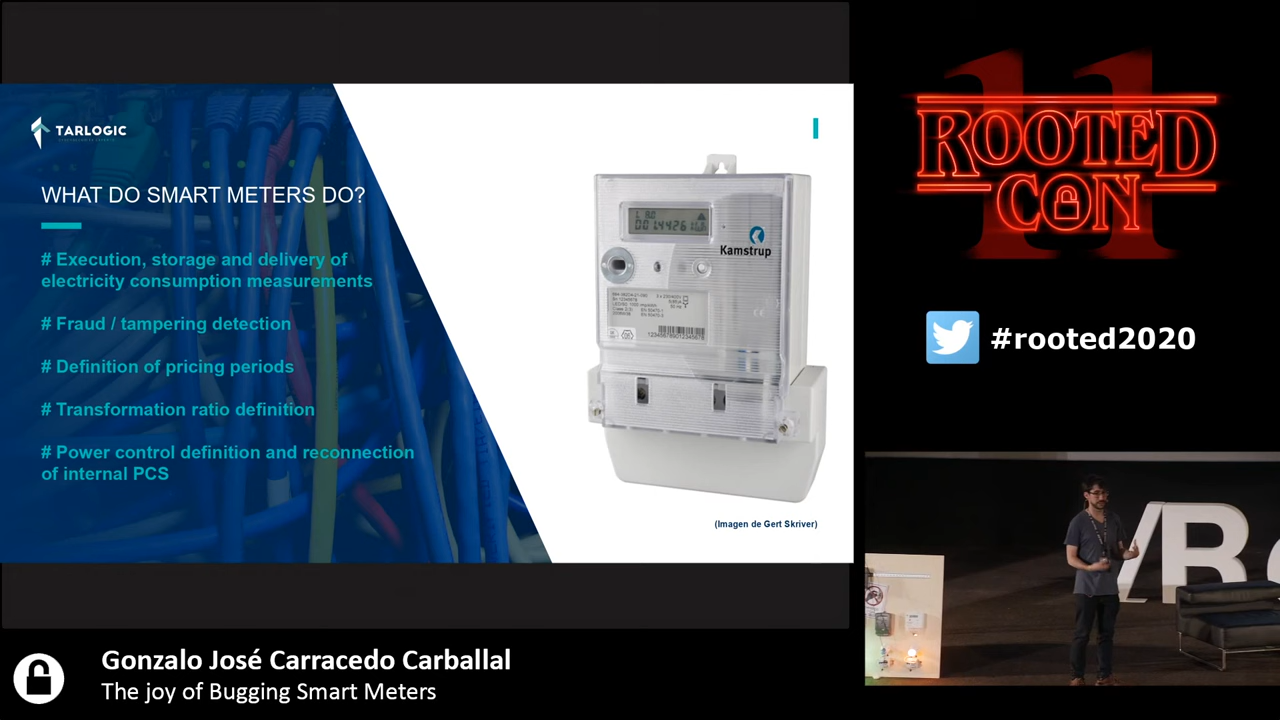 TARLOGIC
WHAT DO SMART METERS DO?
# Execution, storage and delivery of
electricity consumption measurements
# Fraud / tampering detection
# Definition of pricing periods
# Transformation ratio definition
# Power control definition and reconnection
of internal PCS
Kamstrup
(Imagen de Gert Skriver)
11
ROOTED
CON
#rooted2020
Gonzalo José Carracedo Carballal
The joy of Bugging Smart Meters